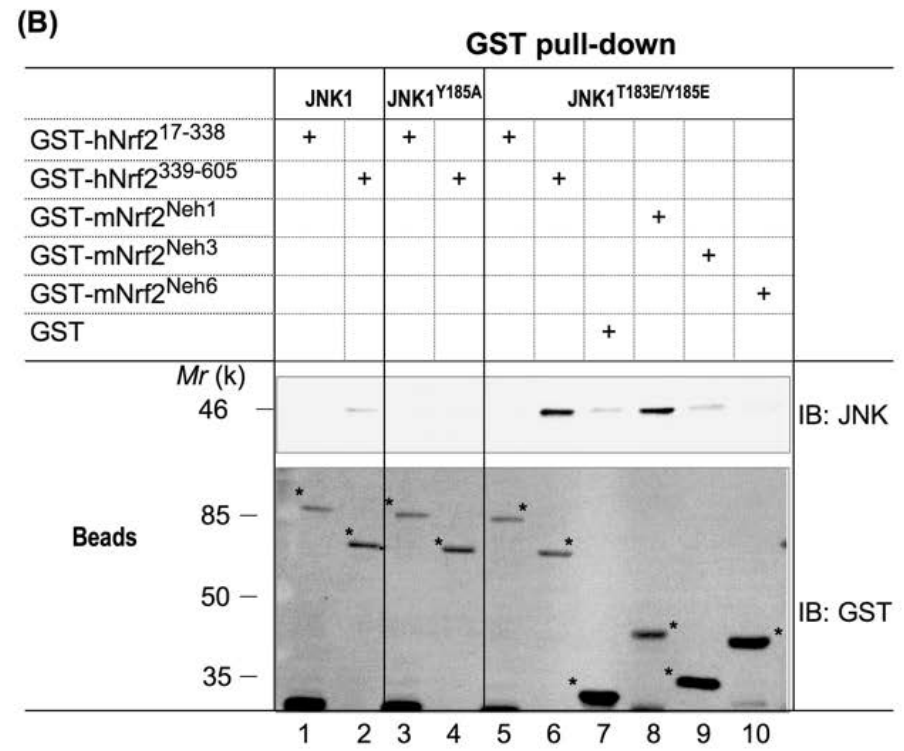 (B)
GST pull-down
JNK1 JNK1Y185A JNK1T183E/Y185E
GST-hNrf217-338 + + +
GST-hNrf2339-605 + + +
GST-mNrf2Neh1 +
GST-mNrf2Neh3 +
GST-mNrf2Neh6 +
GST +
Mr (k)
46 — IB: JNK
* * * * * * * * * *
85 —
Beads
50 — IB: GST
35 —
1 2 3 4 5 6 7 8 9 10